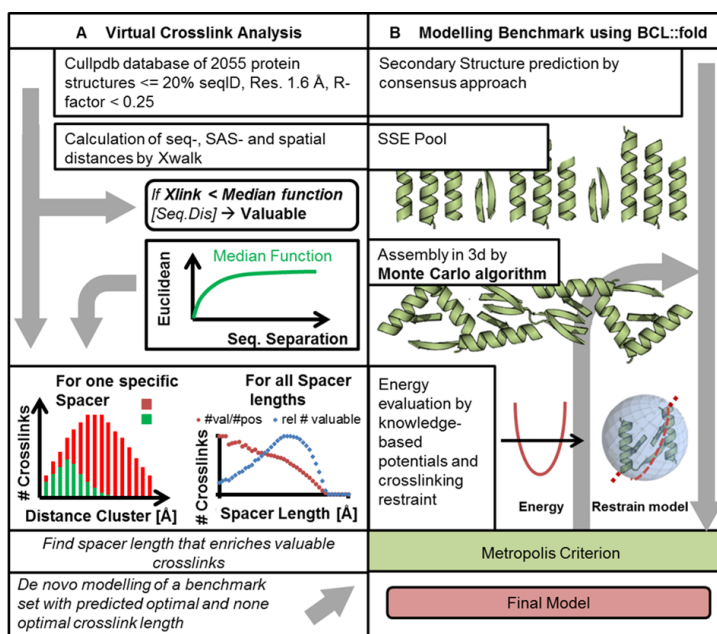 A Virtual Crosslink Analysis
Cullpdb database of 2055 protein
structures <= 20% seqID, Res. 1.6 Å, R-
factor < 0.25
Calculation of seq-, SAS- and spatial
distances by Xwalk
If Xlink < Median function
[Seq.Dis] → Valuable
Median Function
Euclidean
Seq. Separation
For one specific
Spacer
# Crosslinks
Distance Cluster [Å]
For all Spacer
lengths
#val/#pos rel # valuable
# Crosslinks
Spacer Length [Å]
Find spacer length that enriches valuable
crosslinks
De novo modelling of a benchmark
set with predicted optimal and none
optimal crosslink length
B Modelling Benchmark using BCL::fold
Secondary Structure prediction by
consensus approach
SSE Pool
Assembly in 3d by
Monte Carlo algorithm
Energy
evaluation by
knowledge-
based
potentials and
crosslinking
restraint
Energy
Restrain model
Metropolis Criterion
Final Model